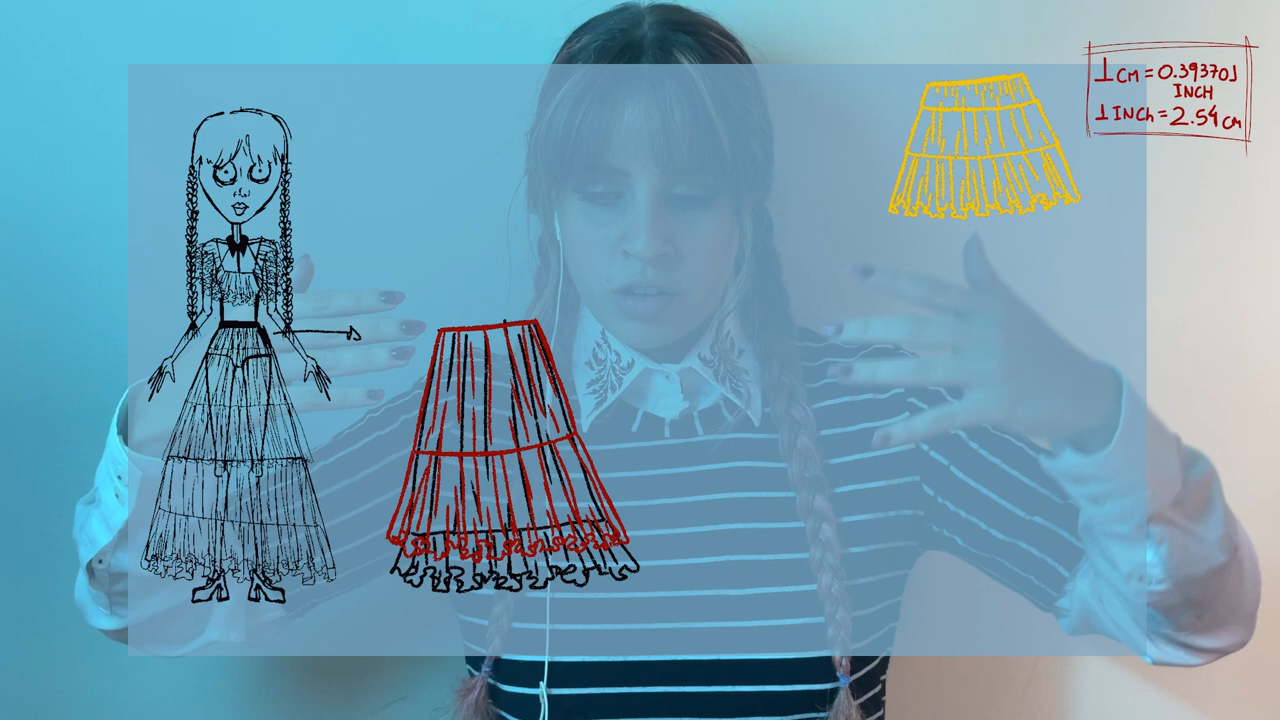 1 CM = 0.393701
INCH
1 INCh = 2.54 cm